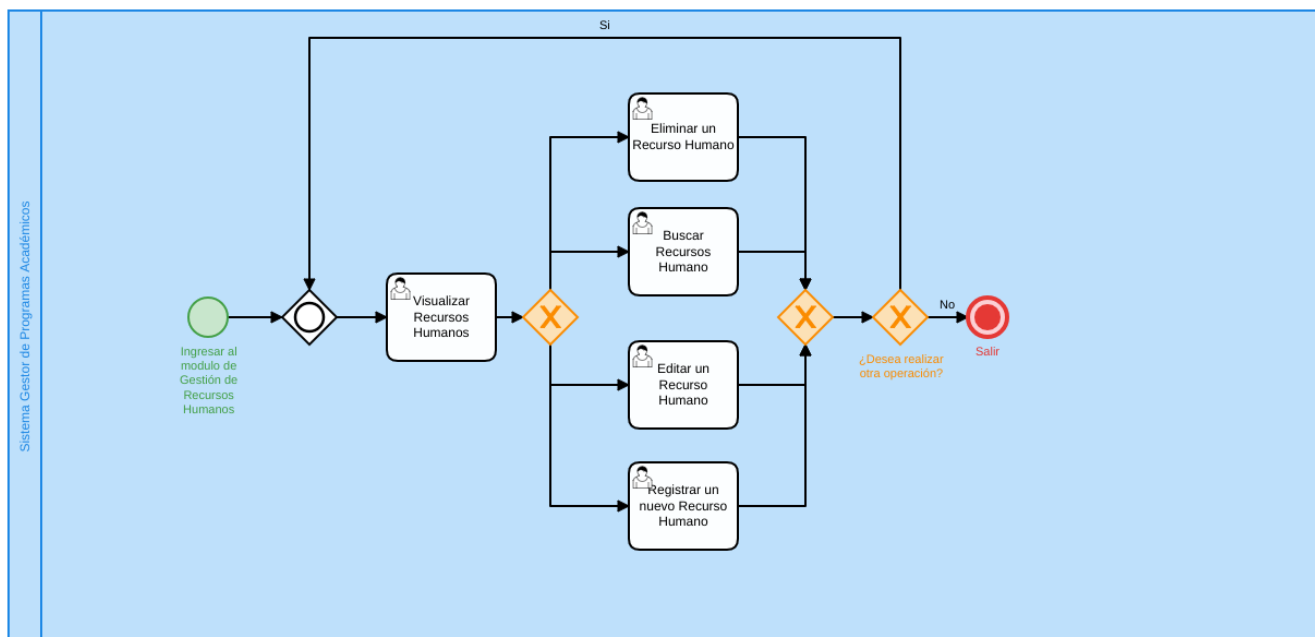 Sistema Gestor de Programas Académicos
Si
Eliminar un
Recurso Humano
Buscar
Recursos
Humano
Visualizar
Recursos
Humanos
Ingresar al
modulo de
Gestión de
Recursos
Humanos
Editar un
Recurso
Humano
Registrar un
nuevo Recurso
Humano
¿Desea realizar
otra operación?
No
Salir